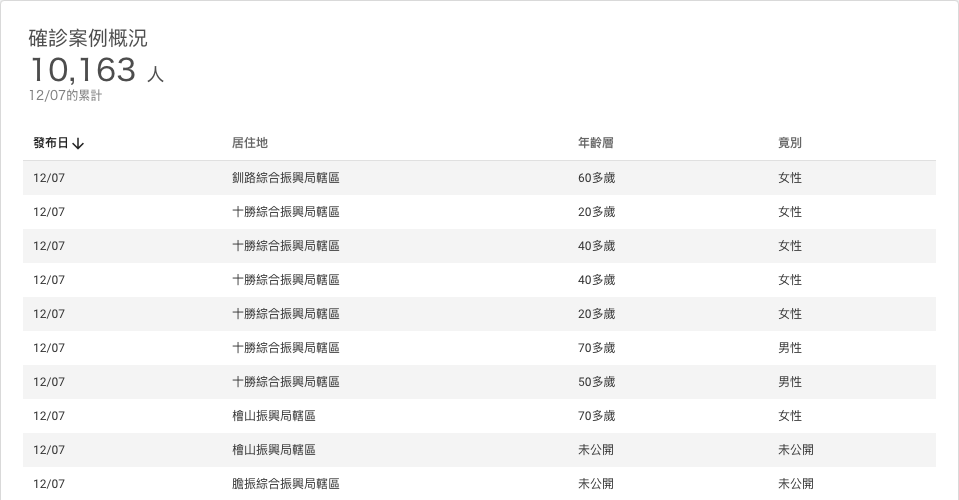 確診案例概況
10,163 人
12/07的累計
發布日↓ 居住地 年齡層 竟別
12/07 釧路綜合振興局轄區 60多歲 女性
12/07 十勝綜合振興局轄區 20多歲 女性
12/07 十勝綜合振興局轄區 40多歲 女性
12/07 十勝綜合振興局轄區 40多歲 女性
12/07 十勝綜合振興局轄區 20多歲 女性
12/07 十勝綜合振興局轄區 70多歲 男性
12/07 十勝綜合振興局轄區 50多歲 男性
12/07 檜山振興局轄區 70多歲 女性
12/07 檜山振興局轄區 未公開 未公開
12/07 膽振綜合振興局轄區 未公開 未公開